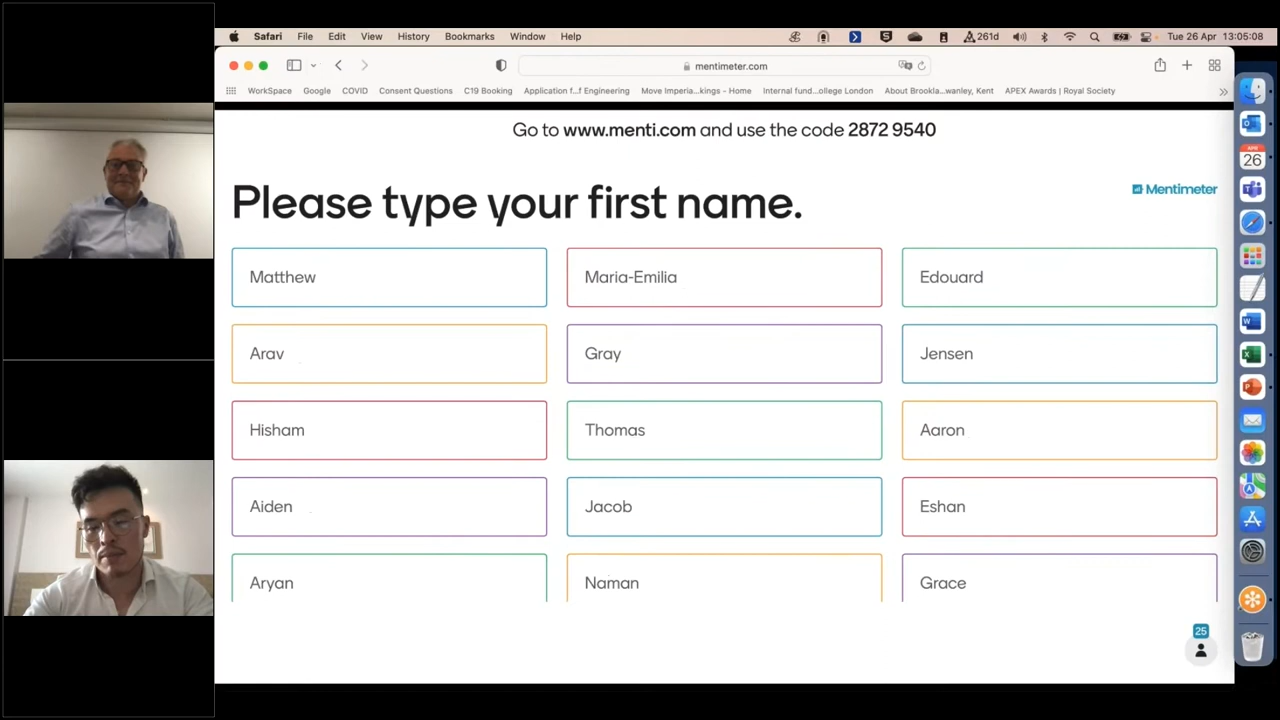 Safari File Edit View History Bookmarks Window Help 261d Tue 26 Apr 13:05:08
mentimeter.com
WorkSpace Google COVID Consent Questions C19 Booking Application f...f Engineering Move Imperia...kings - Home Internal fund...ollege London About Brookla...wanley, Kent APEX Awards | Royal Society
Go to www.menti.com and use the code 2872 9540
Please type your first name.
Mentimeter
Matthew Maria-Emilia Edouard
Arav Gray Jensen
Hisham Thomas Aaron
Aiden Jacob Eshan
Aryan Naman Grace
25
APR
26